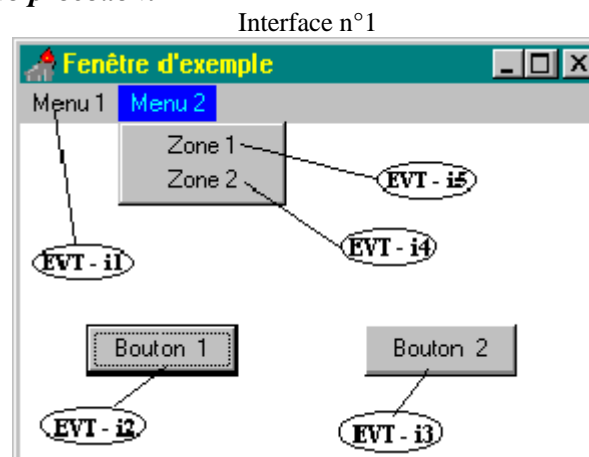 Interface n°1
Fenêtre d'exemple
Menu 1 Menu 2
Zone 1
EVT - i5
Zone 2
EVT - i4
EVT - i1
Bouton 1 Bouton 2
EVT - i2 EVT - i3